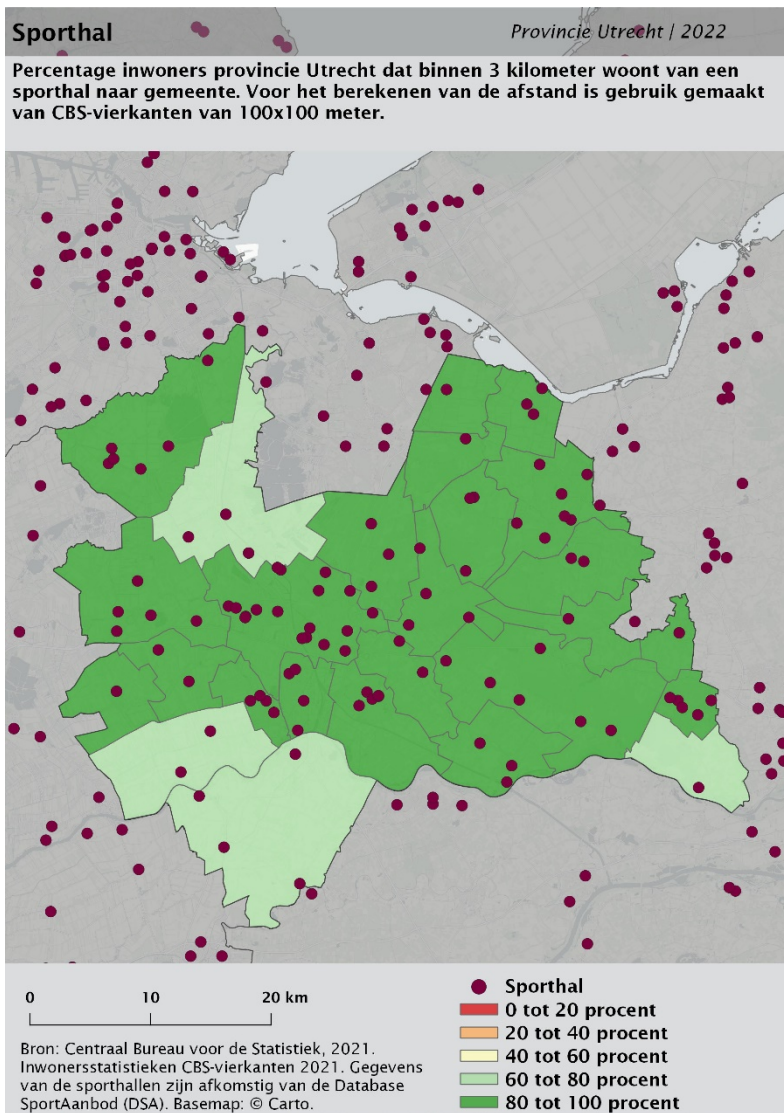 Sporthal
Provincie Utrecht / 2022
Percentage inwoners provincie Utrecht dat binnen 3 kilometer woont van een
sporthal naar gemeente. Voor het berekenen van de afstand is gebruik gemaakt
van CBS-vierkanten van 100x100 meter.
0 10 20 km
Bron: Centraal Bureau voor de Statistiek, 2021.
Inwonersstatistieken CBS-vierkanten 2021. Gegevens
van de sporthallen zijn afkomstig van de Database
SportAanbod (DSA). Basemap: © Carto.
Sporthal
0 tot 20 procent
20 tot 40 procent
40 tot 60 procent
60 tot 80 procent
80 tot 100 procent